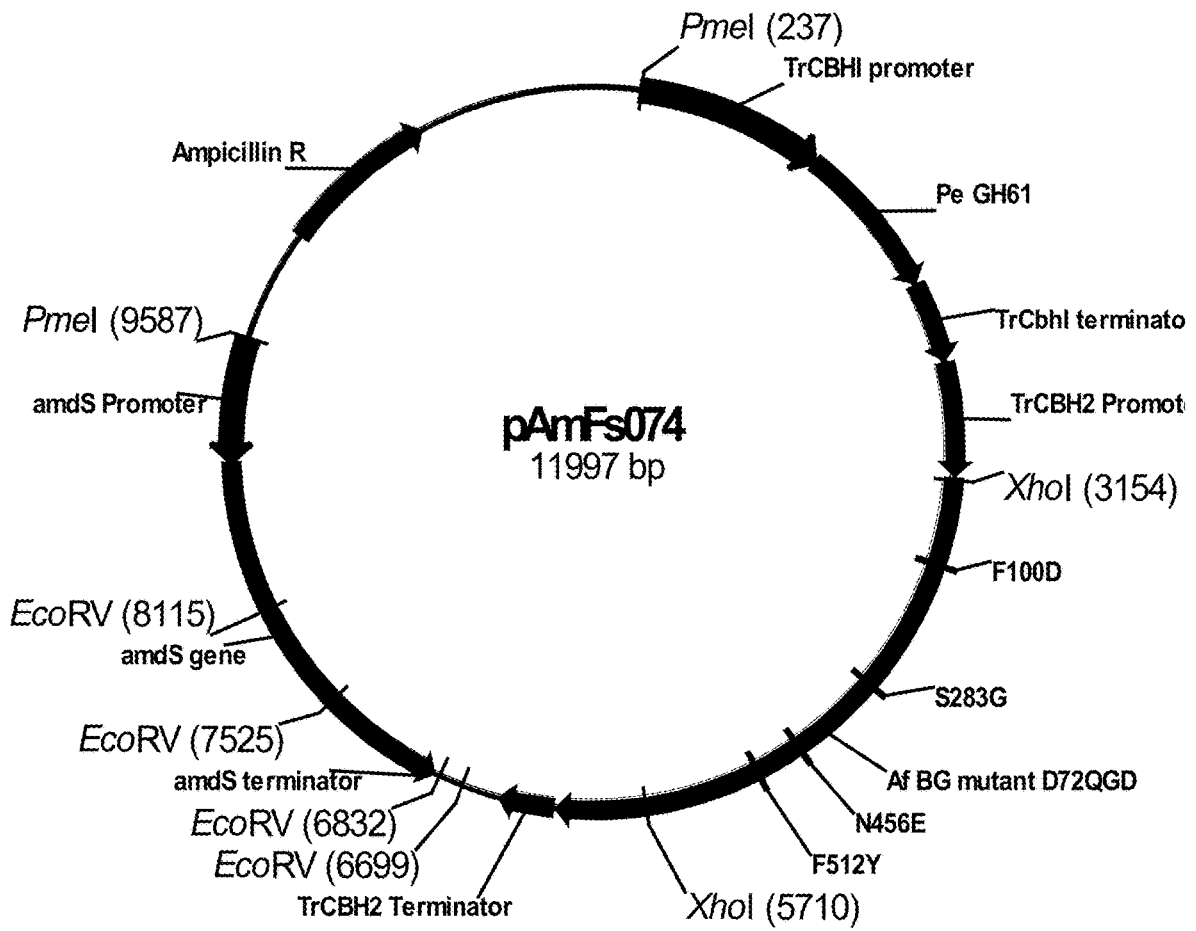 PmeI (237)
TrCBHI promoter
Ampicillin R
Pe GH61
PmeI (9587)
TrCbhI terminato
amdS Promoter
TrCBH2 Promot
pAmFs074
11997 bp
XhoI (3154)
F100D
EcoRV (8115)
amdS gene
S283G
EcoRV (7525)
amdS terminator
Af BG mutant D72QGD
EcoRV (6832)
N456E
EcoRV (6699)
F512Y
TrCBH2 Terminator
XhoI (5710)